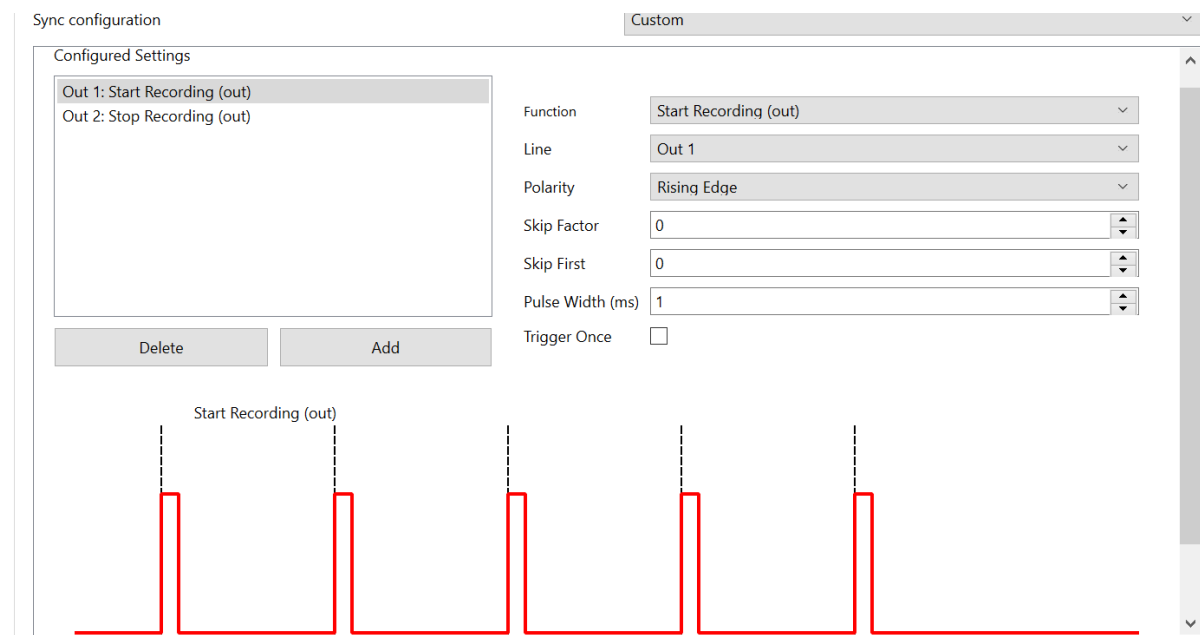 Sync configuration
Custom
Configured Settings
Out 1: Start Recording (out)
Out 2: Stop Recording (out)
Function
Start Recording (out)
Line
Out 1
Polarity
Rising Edge
Skip Factor
0
Skip First
0
Pulse Width (ms)
1
Trigger Once
Delete
Add
Start Recording (out)